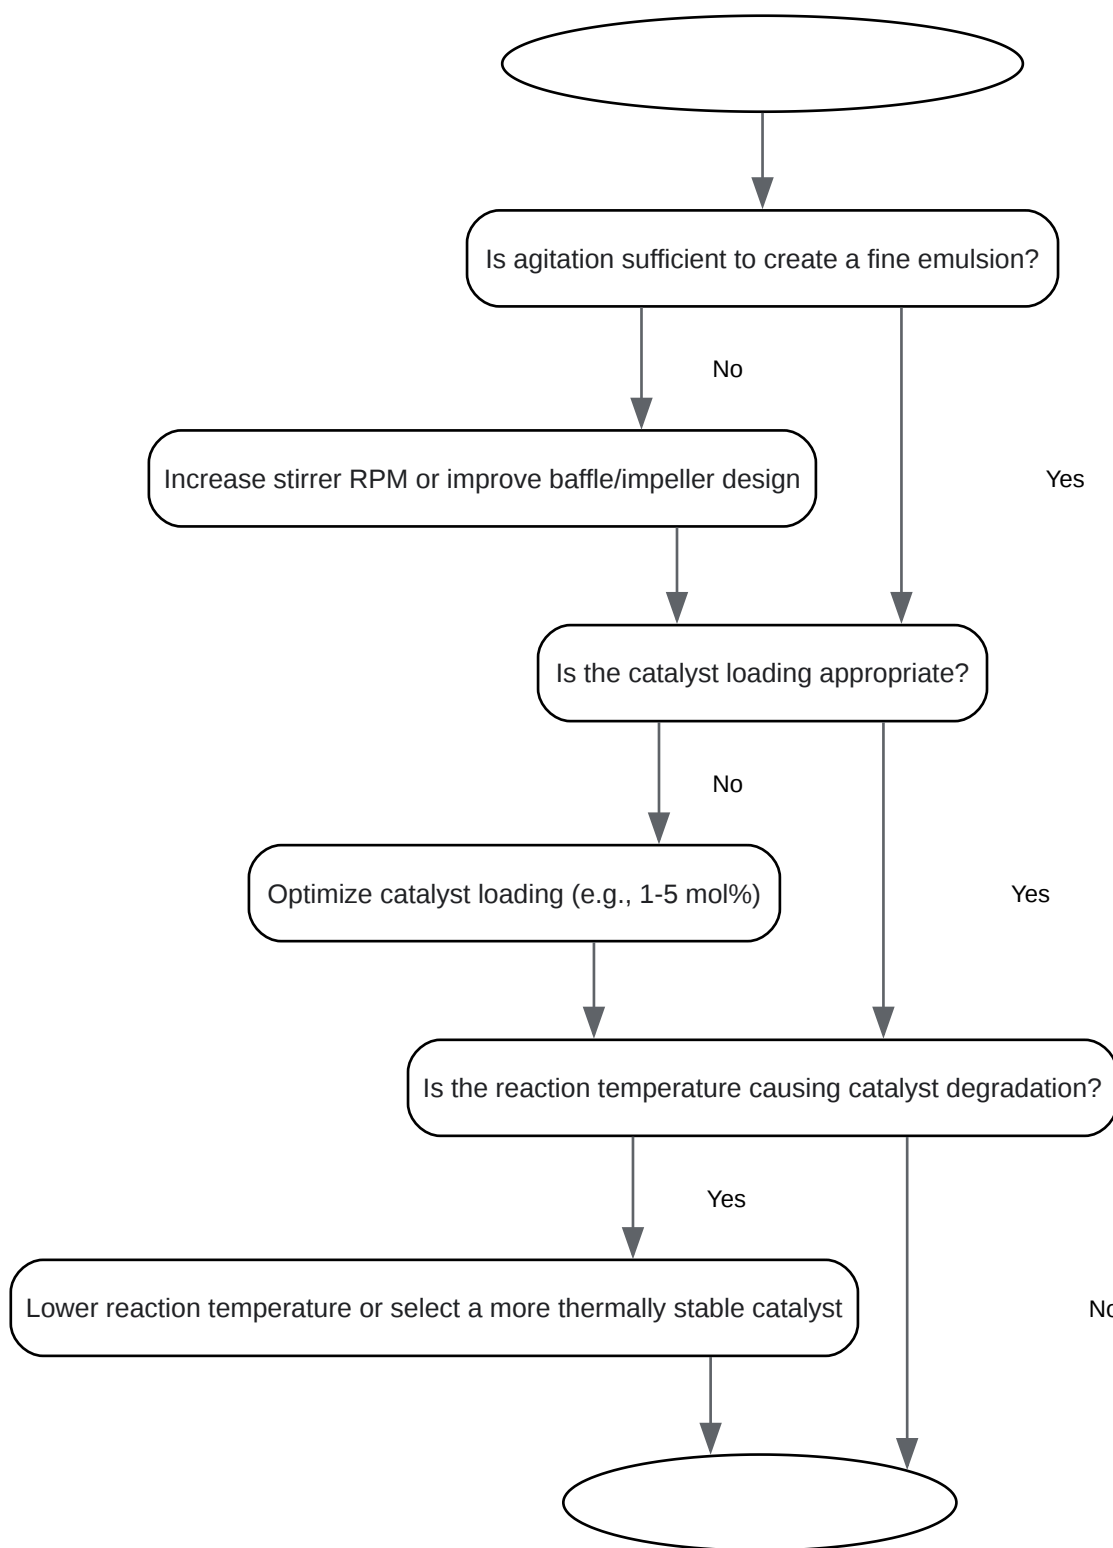 Is agitation sufficient to create a fine emulsion?
No
Increase stirrer RPM or improve baffle/impeller design
Yes
Is the catalyst loading appropriate?
No
Optimize catalyst loading (e.g., 1-5 mol%)
Yes
Is the reaction temperature causing catalyst degradation?
Yes
Lower reaction temperature or select a more thermally stable catalyst
No